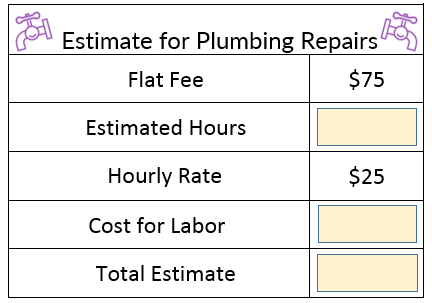 Estimate for Plumbing Repairs
Flat Fee $75
Estimated Hours
Hourly Rate $25
Cost for Labor
Total Estimate